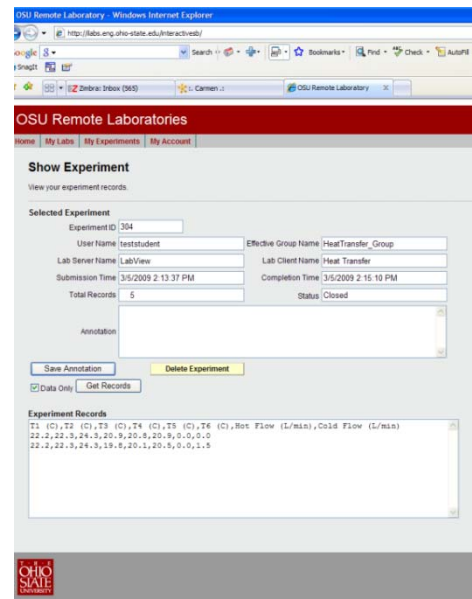 OSU Remote Laboratory - Windows Internet Explorer
http://ilabs.eng.ohio-state.edu/interactivesb/
Search Bookmarks Find Check AutoFill
SnagIt
Zimbra: Inbox (565) :: Carmen :: OSU Remote Laboratory X
OSU Remote Laboratories
Home My Labs My Experiments My Account
Show Experiment
View your experiment records.
Selected Experiment
Experiment ID 304
User Name teststudent Effective Group Name HeatTransfer_Group
Lab Server Name LabView Lab Client Name Heat Transfer
Submission Time 3/5/2009 2:13:37 PM Completion Time 3/5/2009 2:15:10 PM
Total Records 5 Status Closed
Annotation
Save Annotation Delete Experiment
Data Only Get Records
Experiment Records
T1 (C),T2 (C),T3 (C),T4 (C),T5 (C),T6 (C),Hot Flow (L/min),Cold Flow (L/min)
22.2,22.3,24.3,20.9,20.8,20.9,0.0,0.0
22.2,22.3,24.3,19.8,20.1,20.5,0.0,1.5
THE
OHIO
STATE
UNIVERSITY